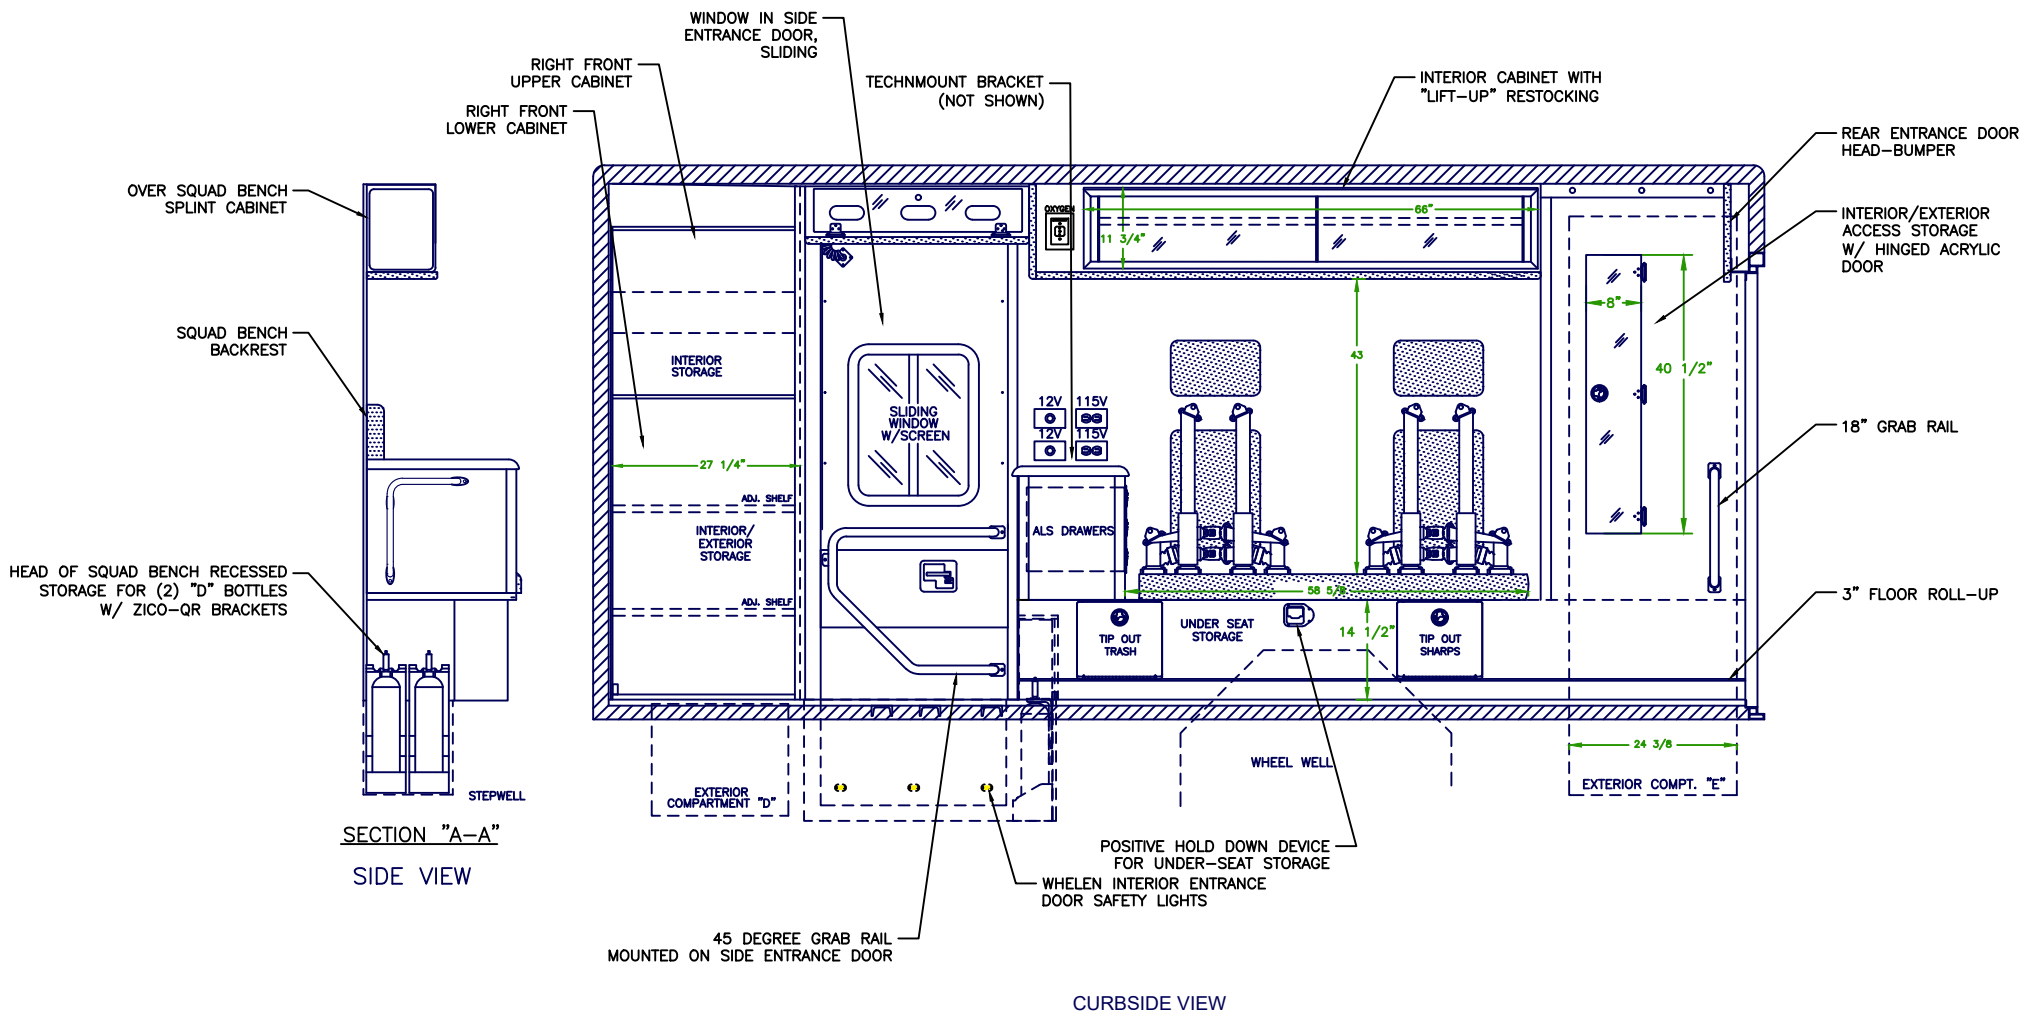 WINDOW IN SIDE
ENTRANCE DOOR,
SLIDING
RIGHT FRONT
UPPER CABINET
RIGHT FRONT
LOWER CABINET
TECHNMOUNT BRACKET
(NOT SHOWN)
INTERIOR CABINET WITH
"LIFT-UP" RESTOCKING
REAR ENTRANCE DOOR
HEAD-BUMPER
OVER SQUAD BENCH
SPLINT CABINET
INTERIOR/EXTERIOR
ACCESS STORAGE
W/ HINGED ACRYLIC
DOOR
OXYGEN
66"
11 3/4"
8"
SQUAD BENCH
BACKREST
INTERIOR
STORAGE
43
40 1/2"
SLIDING
WINDOW
W/SCREEN
12V
115V
12V
115V
18" GRAB RAIL
27 1/4"
ADJ. SHELF
INTERIOR/
EXTERIOR
STORAGE
ALS DRAWERS
HEAD OF SQUAD BENCH RECESSED
STORAGE FOR (2) "D" BOTTLES
W/ ZICO-QR BRACKETS
ADJ. SHELF
58
3" FLOOR ROLL-UP
TIP OUT
TRASH
UNDER SEAT
STORAGE
14 1/2"
TIP OUT
SHARPS
24 3/8
WHEEL WELL
EXTERIOR COMPT. "E"
EXTERIOR
COMPARTMENT "D"
STEPWELL
SECTION "A-A"
SIDE VIEW
POSITIVE HOLD DOWN DEVICE
FOR UNDER-SEAT STORAGE
WHELEN INTERIOR ENTRANCE
DOOR SAFETY LIGHTS
45 DEGREE GRAB RAIL
MOUNTED ON SIDE ENTRANCE DOOR
CURBSIDE VIEW